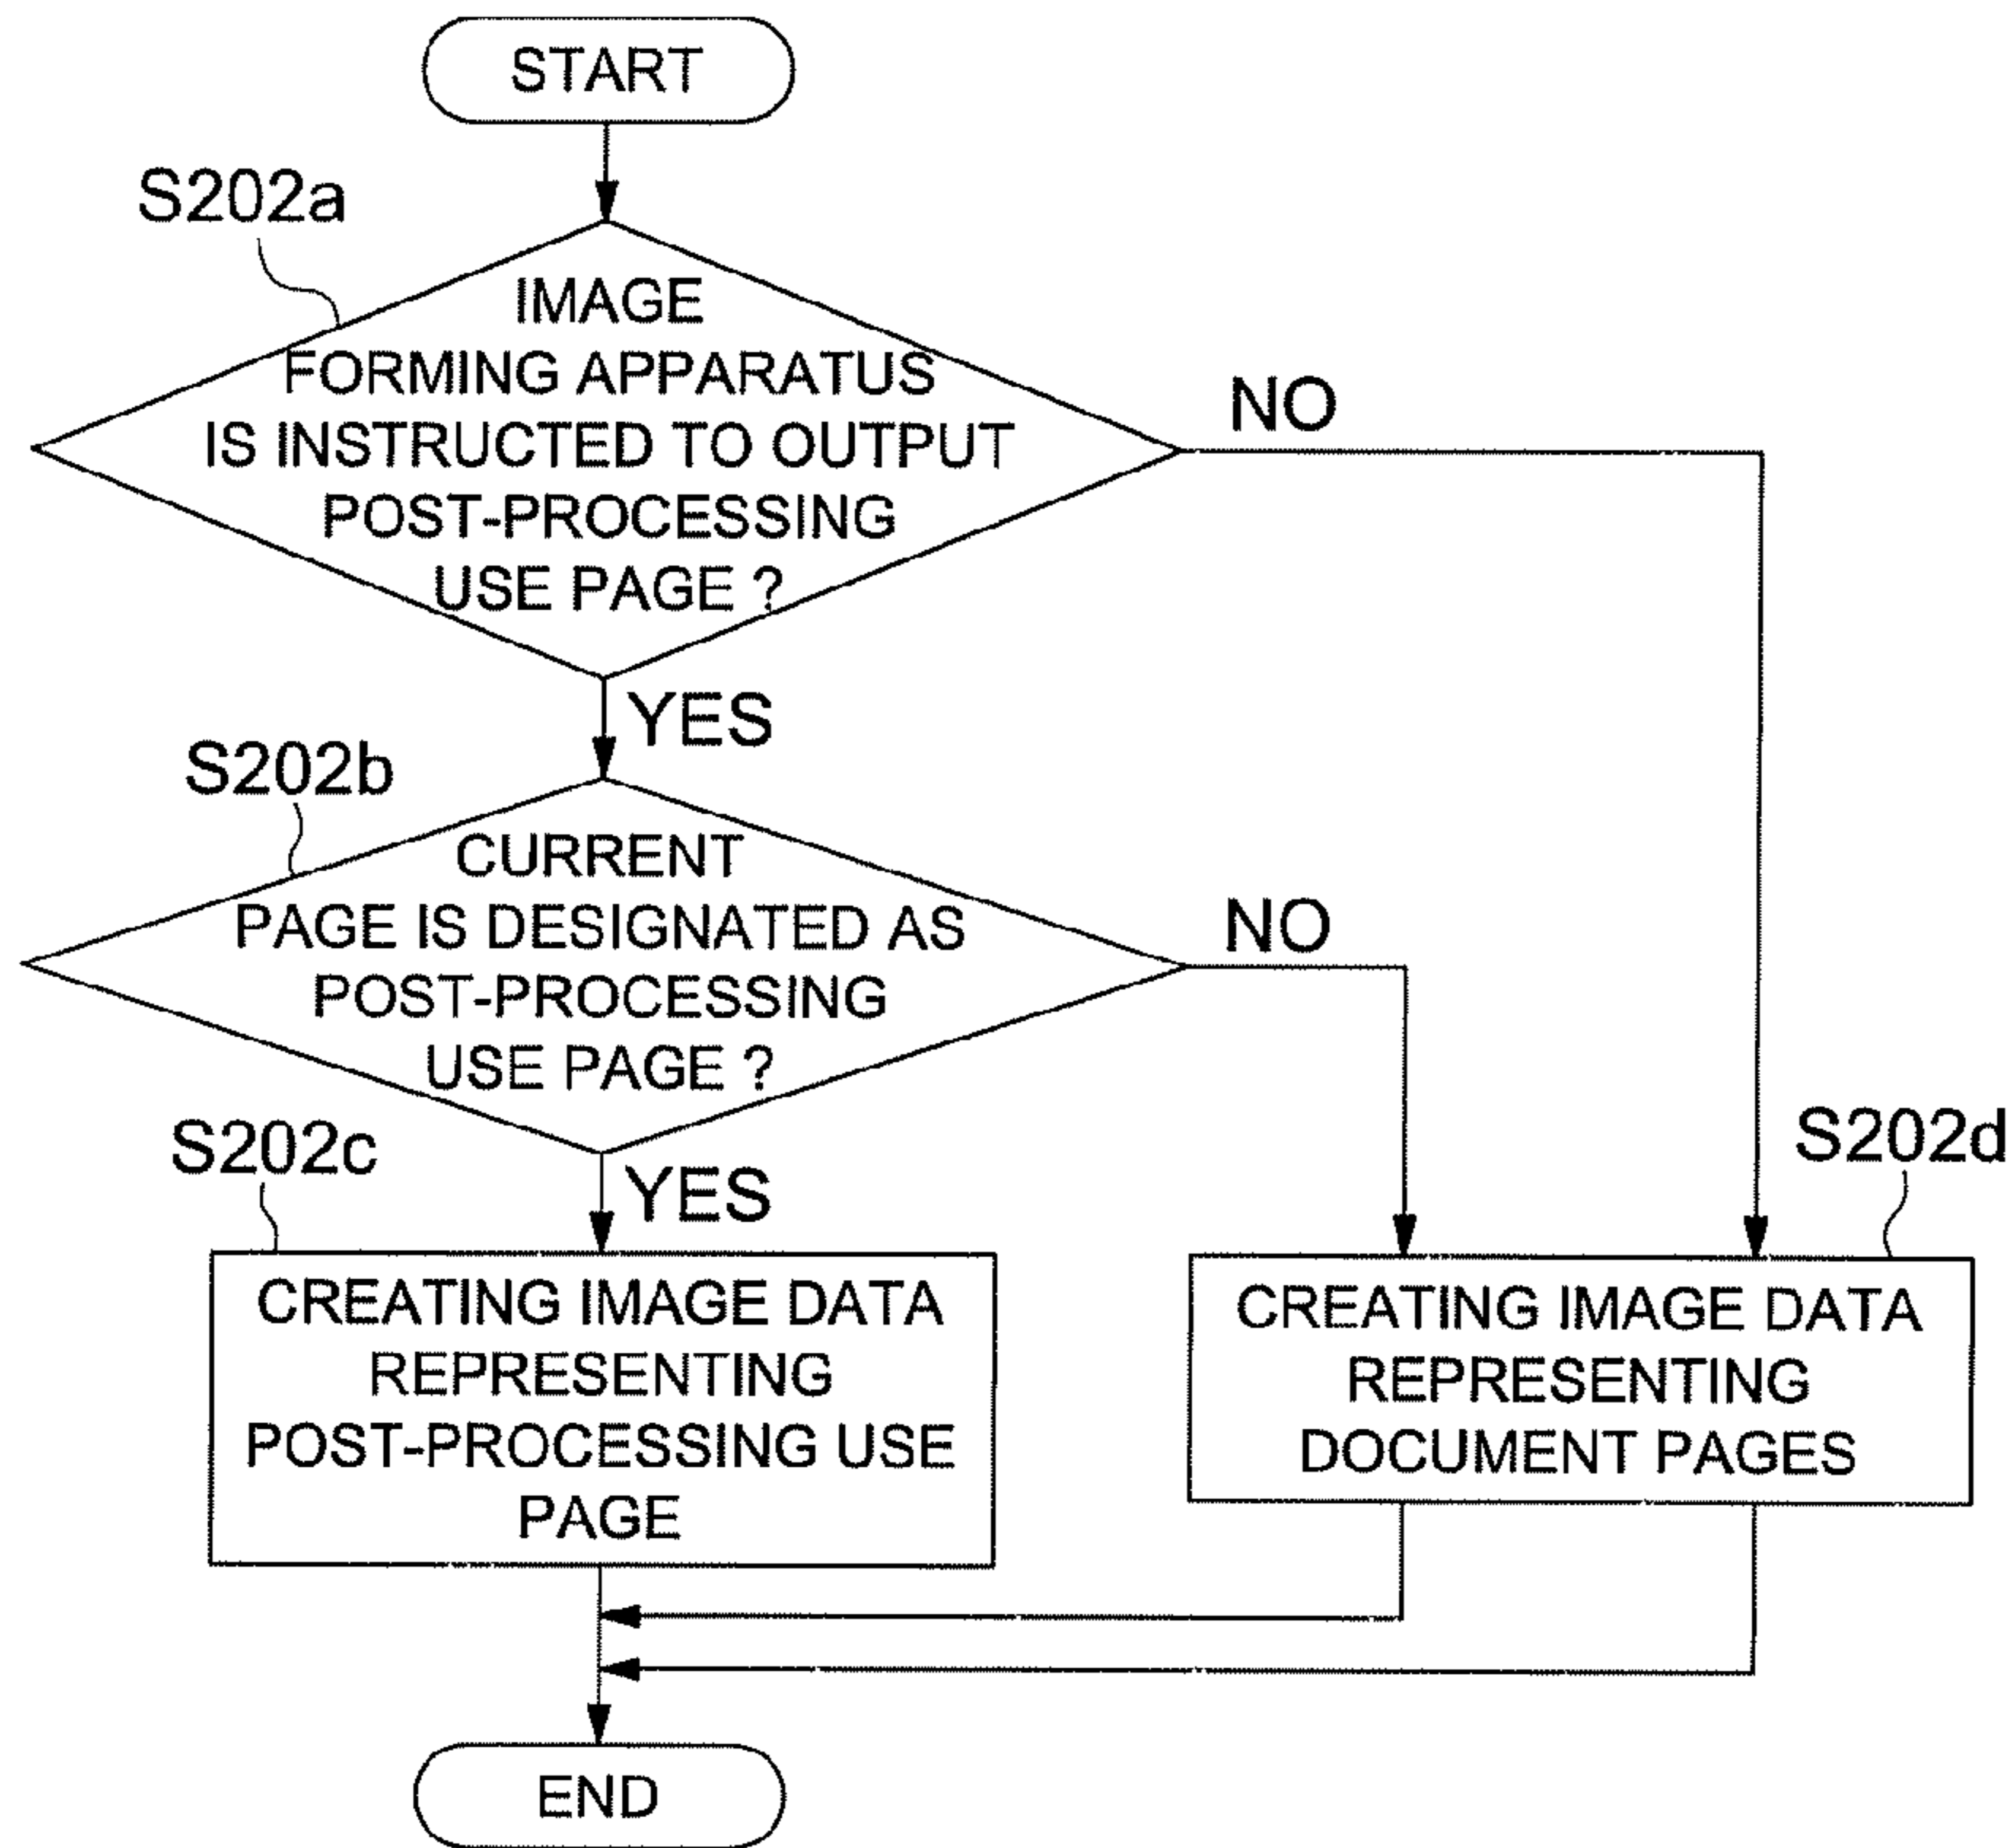 START
S202a
IMAGE
FORMING APPARATUS
IS INSTRUCTED TO OUTPUT
POST-PROCESSING
USE PAGE ?
NO
YES
S202b
CURRENT
PAGE IS DESIGNATED AS
POST-PROCESSING
USE PAGE ?
NO
YES
S202c
CREATING IMAGE DATA
REPRESENTING
POST-PROCESSING USE
PAGE
S202d
CREATING IMAGE DATA
REPRESENTING
DOCUMENT PAGES
END